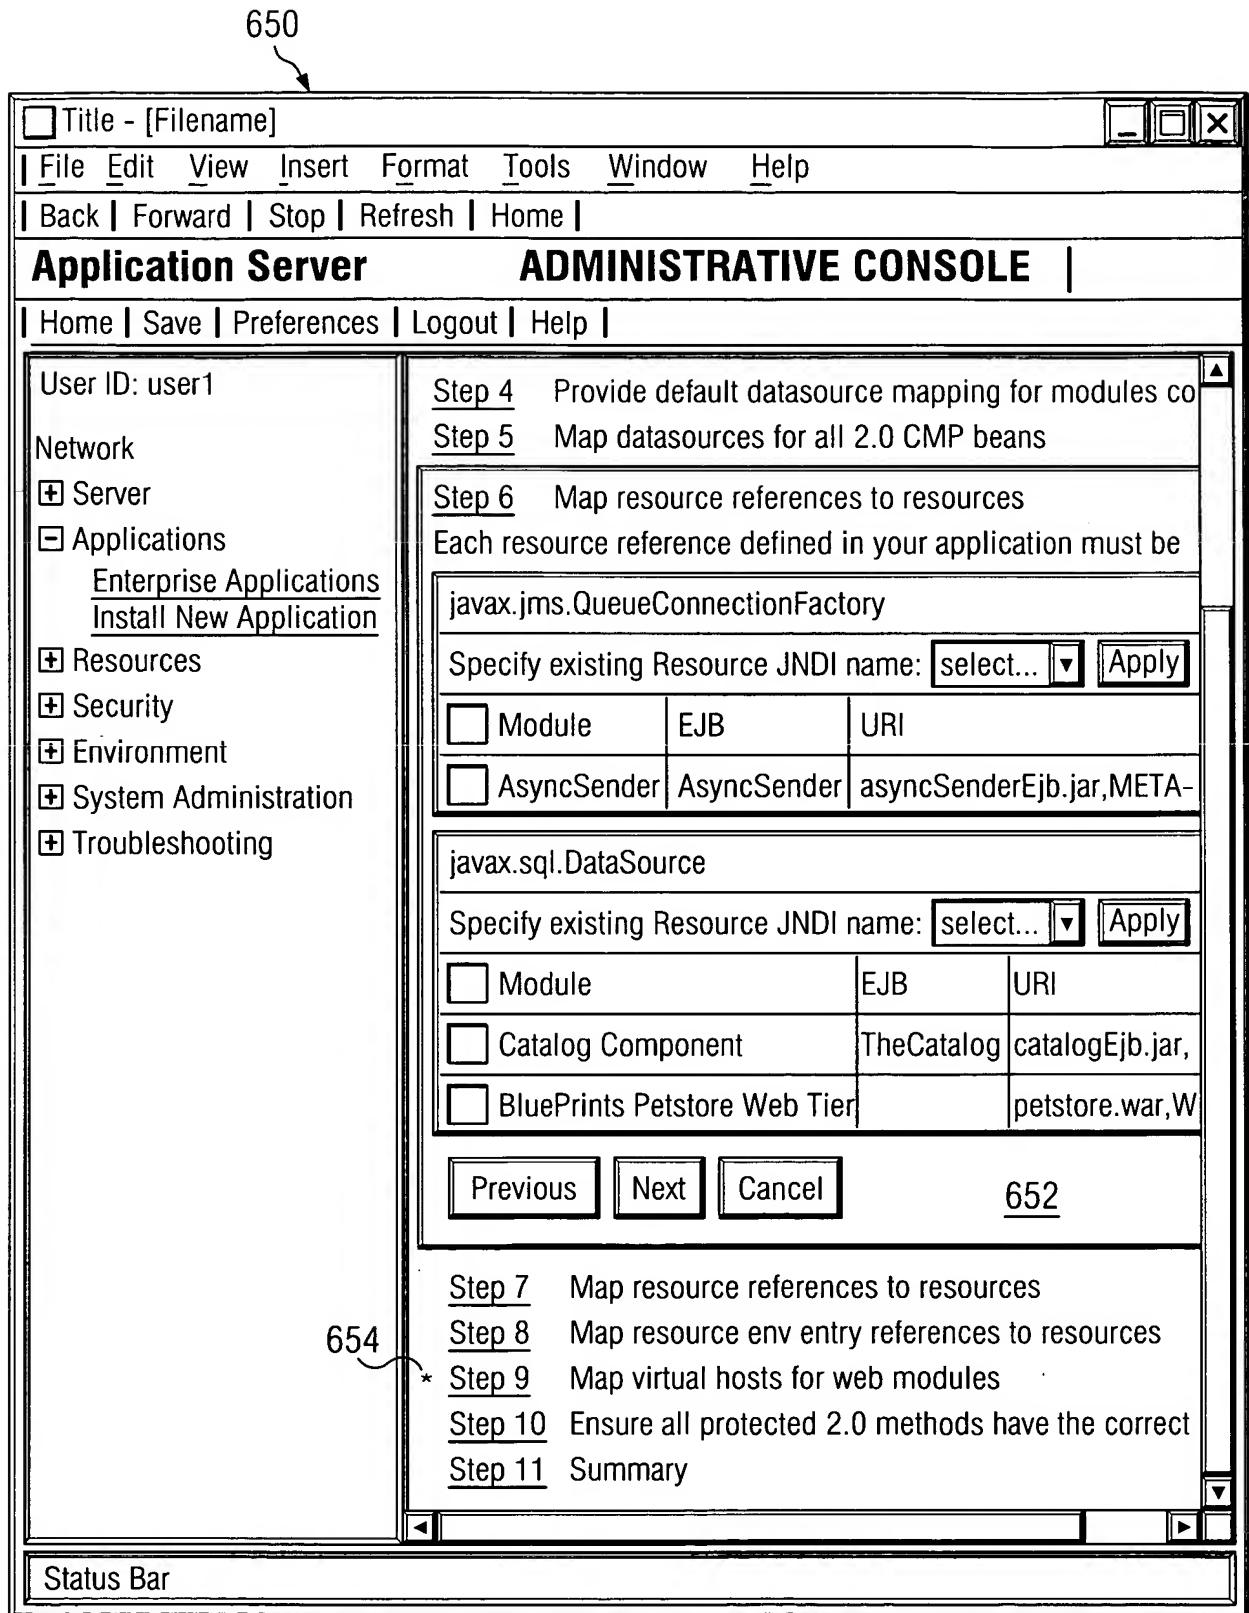 650
Title - [Filename]
File Edit View Insert Format Tools Window Help
| Back | Forward | Stop | Refresh | Home |
Application Server ADMINISTRATIVE CONSOLE |
| Home | Save | Preferences | Logout | Help |
User ID: user1
Network
Server
Applications
Enterprise Applications
Install New Application
Resources
Security
Environment
System Administration
Troubleshooting
Step 4 Provide default datasource mapping for modules co
Step 5 Map datasources for all 2.0 CMP beans
Step 6 Map resource references to resources
Each resource reference defined in your application must be
javax.jms.QueueConnectionFactory
Specify existing Resource JNDI name: select... Apply
Module EJB URI
AsyncSender AsyncSender asyncSenderEjb.jar,META-
javax.sql.DataSource
Specify existing Resource JNDI name: select... Apply
Module EJB URI
Catalog Component TheCatalog catalogEjb.jar,
BluePrints Petstore Web Tier petstore.war,W
Previous Next Cancel 652
Step 7 Map resource references to resources
Step 8 Map resource env entry references to resources
654
* Step 9 Map virtual hosts for web modules
Step 10 Ensure all protected 2.0 methods have the correct
Step 11 Summary
Status Bar